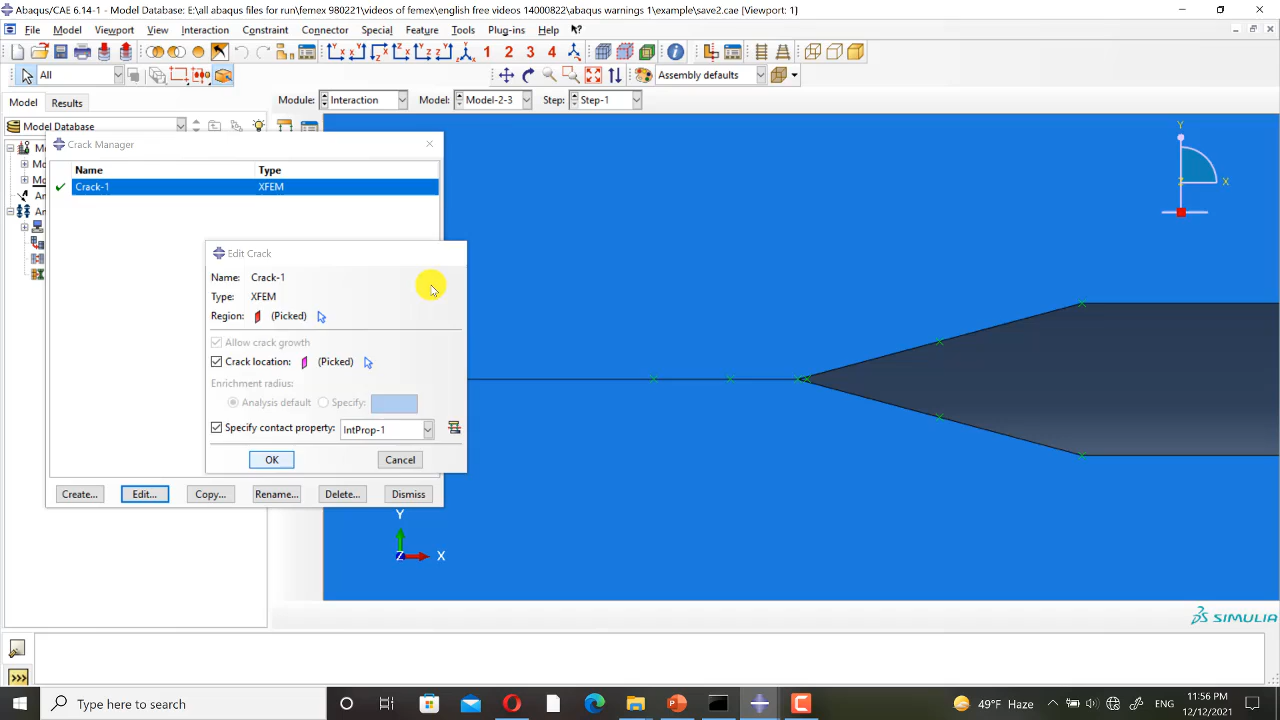 Abaqus/CAE 6.14-1 - Model Database: E:\all abaqus files for run\femex 980221\videos of femex\english free videos 14000822\abaqus warnings 1\example\sive2.cae [Viewport: 1]
File Model Viewport View Interaction Constraint Connector Special Feature Tools Plug-ins Help
1 2 3 4
All Assembly defaults
Model Results Module: Interaction Model: Model-2-3 Step: Step-1
Model Database
Crack Manager
Name Type
Crack-1 XFEM
Edit Crack
Name: Crack-1
Type: XFEM
Region: (Picked)
Allow crack growth
Crack location: (Picked)
Enrichment radius:
Analysis default Specify:
Specify contact property: IntProp-1
OK Cancel
Create... Edit... Copy... Rename... Delete... Dismiss
Y
Z X
Y
Z X
SIMULIA
>>>
Type here to search
49°F Haze
11:56 PM
12/12/2021